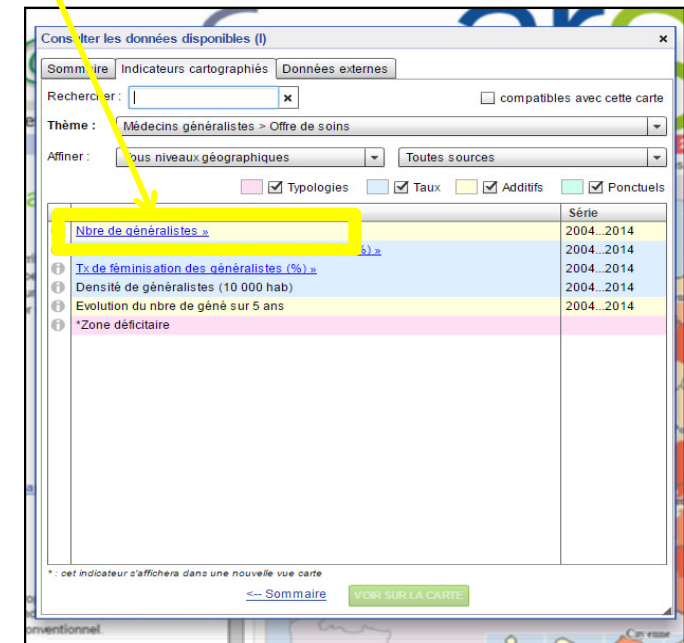 Consulter les données disponibles (I) ×
Sommaire Indicateurs cartographiés Données externes
Rechercher : × compatibles avec cette carte
Thème : Médecins généralistes > Offre de soins
Affiner : Tous niveaux géographiques Toutes sources
Typologies Taux Additifs Ponctuels
Série
Nbre de généralistes » 2004...2014
%) » 2004...2014
Tx de féminisation des généralistes (%) » 2004...2014
Densité de généralistes (10 000 hab) 2004...2014
Evolution du nbre de géné sur 5 ans 2004...2014
*Zone déficitaire
* : cet indicateur s'affichera dans une nouvelle vue carte
<-- Sommaire VOIR SUR LA CARTE
conventionnel.
Cayenne